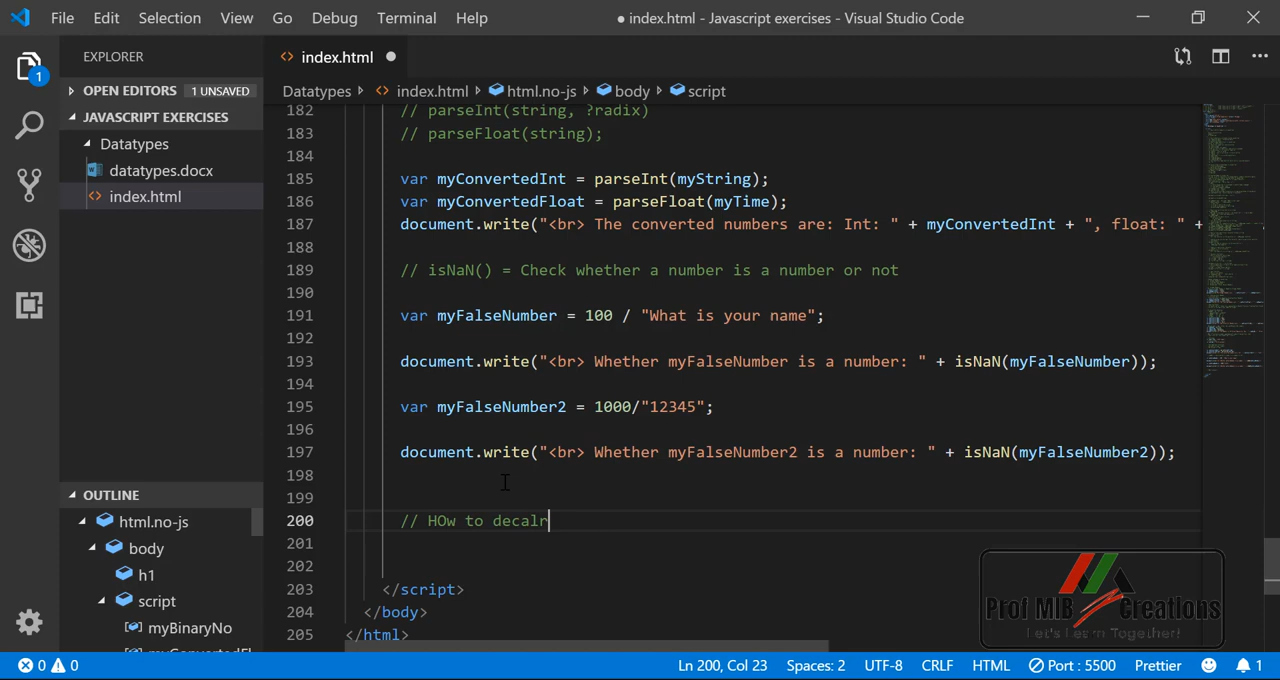 File Edit Selection View Go Debug Terminal Help
● index.html - Javascript exercises - Visual Studio Code
1
EXPLORER
index.html
OPEN EDITORS 1 UNSAVED
Datatypes index.html html.no-js body script
JAVASCRIPT EXERCISES
Datatypes
datatypes.docx
index.html
182 // parseInt(string, ?radix)
183 // parseFloat(string);
184
185 var myConvertedInt = parseInt(myString);
186 var myConvertedFloat = parseFloat(myTime);
187 document.write("<br> The converted numbers are: Int: " + myConvertedInt + ", float: " +
188
189 // isNaN() = Check whether a number is a number or not
190
191 var myFalseNumber = 100 / "What is your name";
192
193 document.write("<br> Whether myFalseNumber is a number: " + isNaN(myFalseNumber));
194
195 var myFalseNumber2 = 1000/"12345";
196
197 document.write("<br> Whether myFalseNumber2 is a number: " + isNaN(myFalseNumber2));
198
199
200 // HOw to decalr
201
202
203 </script>
204 </body>
205 </html>
OUTLINE
html.no-js
body
h1
script
myBinaryNo
Prof MIB Creations
Let's Learn Together!
0 0 Ln 200, Col 23 Spaces: 2 UTF-8 CRLF HTML Port : 5500 Prettier 1